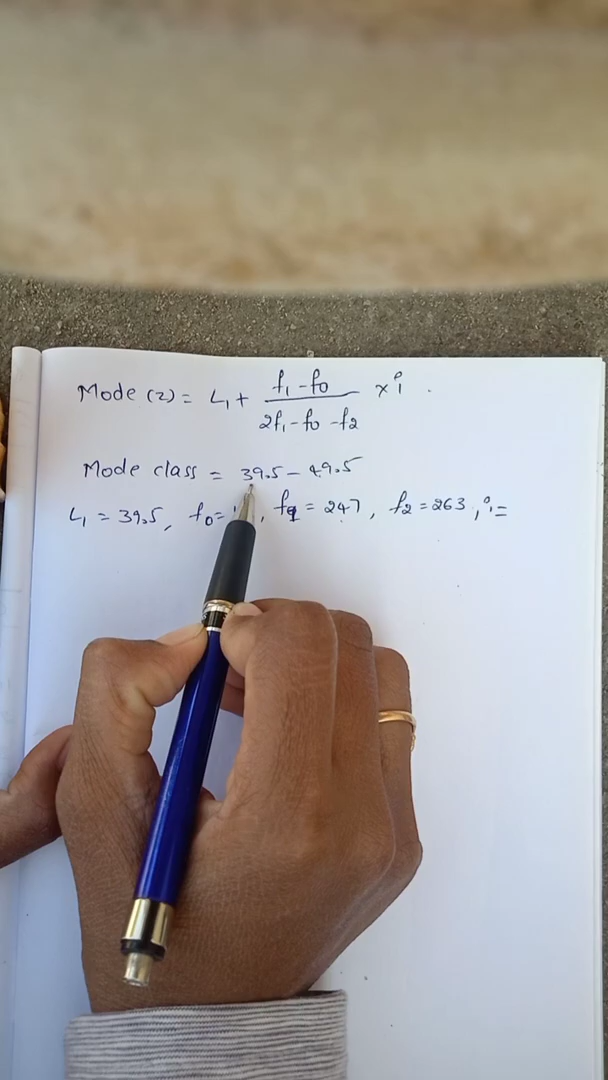 Mode (z) = L₁ + (f₁ - f₀) / (2f₁ - f₀ - f₂) × i
Mode class = 39.5 - 49.5
L₁ = 39.5, f₀ = , f₁ = 247, f₂ = 263, i =